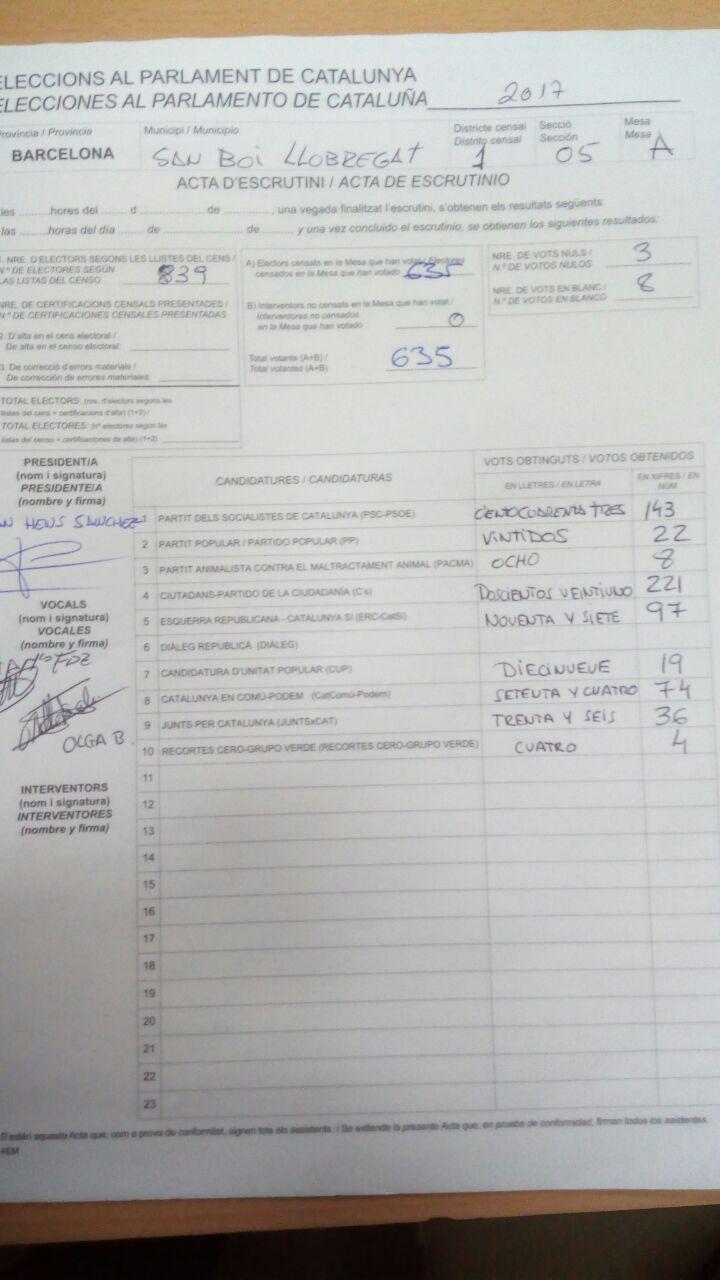 ELECCIONS AL PARLAMENT DE CATALUNYA
ELECCIONES AL PARLAMENTO DE CATALUÑA 2017
Provincia / Provincia Municipi / Municipio Districte censal Secció Mesa
Distrito censal Sección Mesa
BARCELONA SAN BOI LLOBREGAT 1 05 A
ACTA D'ESCRUTINI / ACTA DE ESCRUTINIO
les ..........hores del ...... d .................... de ............, una vegada finalitzat l'escrutini, s'obtenen els resultats següents:
las ..........horas del día ...... de .................... de ......... y una vez concluido el escrutinio, se obtienen los siguientes resultados:
1. NRE. D'ELECTORS SEGONS LES LLISTES DEL CENS /
N.º DE ELECTORES SEGÚN
LAS LISTAS DEL CENSO 839
NRE. DE CERTIFICACIONS CENSALS PRESENTADES /
N.º DE CERTIFICACIONES CENSALES PRESENTADAS
2. D'alta en el cens electoral /
De alta en el censo electoral:
3. De correcció d'errors materials /
De corrección de errores materiales:
TOTAL ELECTORS: (nre. d'electors segons les
llistes del cens + certificacions d'alta) (1+2) /
TOTAL ELECTORES: (nº electores según las
listas del censo + certificaciones de alta) (1+2)
A) Electors censats en la Mesa que han votat / Electores
censados en la Mesa que han votado 635
B) Interventors no censats en la Mesa que han votat /
Interventores no censados
en la Mesa que han votado 0
Total votants (A+B) /
Total votantes (A+B) 635
NRE. DE VOTS NULS /
N.º DE VOTOS NULOS 3
NRE. DE VOTS EN BLANC /
N.º DE VOTOS EN BLANCO 8
PRESIDENT/A
(nom i signatura)
PRESIDENTE/A
(nombre y firma)
HENS SANCHEZ
VOCALS
(nom i signatura)
VOCALES
(nombre y firma)
FDZ
OLGA B.
INTERVENTORS
(nom i signatura)
INTERVENTORES
(nombre y firma)
CANDIDATURES / CANDIDATURAS VOTS OBTINGUTS / VOTOS OBTENIDOS
EN LLETRES / EN LETRA EN XIFRES / EN NÚM
1 PARTIT DELS SOCIALISTES DE CATALUNYA (PSC-PSOE) CIENTOCUARENTA TRES 143
2 PARTIT POPULAR / PARTIDO POPULAR (PP) VINTIDOS 22
3 PARTIT ANIMALISTA CONTRA EL MALTRACTAMENT ANIMAL (PACMA) OCHO 8
4 CIUTADANS-PARTIDO DE LA CIUDADANÍA (C's) DOSCIENTOS VEINTIUNO 221
5 ESQUERRA REPUBLICANA - CATALUNYA SÍ (ERC-CatSí) NOVENTA Y SIETE 97
6 DIÀLEG REPUBLICÀ (DIÀLEG)
7 CANDIDATURA D'UNITAT POPULAR (CUP) DIECINUEVE 19
8 CATALUNYA EN COMÚ-PODEM (CatComú-Podem) SETENTA Y CUATRO 74
9 JUNTS PER CATALUNYA (JUNTSxCAT) TRENTA Y SEIS 36
10 RECORTES CERO-GRUPO VERDE (RECORTES CERO-GRUPO VERDE) CUATRO 4
11
12
13
14
15
16
17
18
19
20
21
22
23
S'estén aquesta Acta que, com a prova de conformitat, signen tots els assistents. / Se extiende la presente Acta que, en prueba de conformidad, firman todos los asistentes.